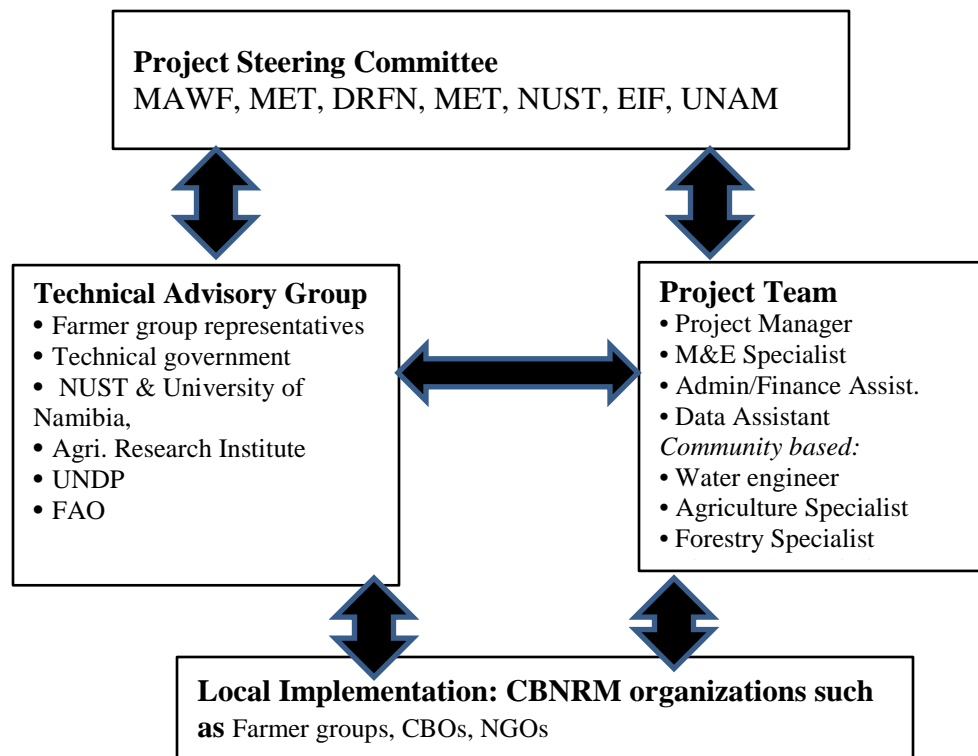 Project Steering Committee
MAWF, MET, DRFN, MET, NUST, EIF, UNAM
Technical Advisory Group
• Farmer group representatives
• Technical government
• NUST & University of
Namibia,
• Agri. Research Institute
• UNDP
• FAO
Project Team
• Project Manager
• M&E Specialist
• Admin/Finance Assist.
• Data Assistant
Community based:
• Water engineer
• Agriculture Specialist
• Forestry Specialist
Local Implementation: CBNRM organizations such
as Farmer groups, CBOs, NGOs